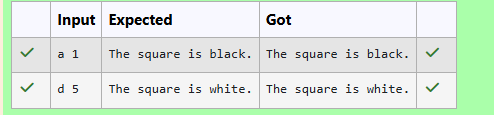 Input Expected Got
a 1 The square is black. The square is black.
d 5 The square is white. The square is white.